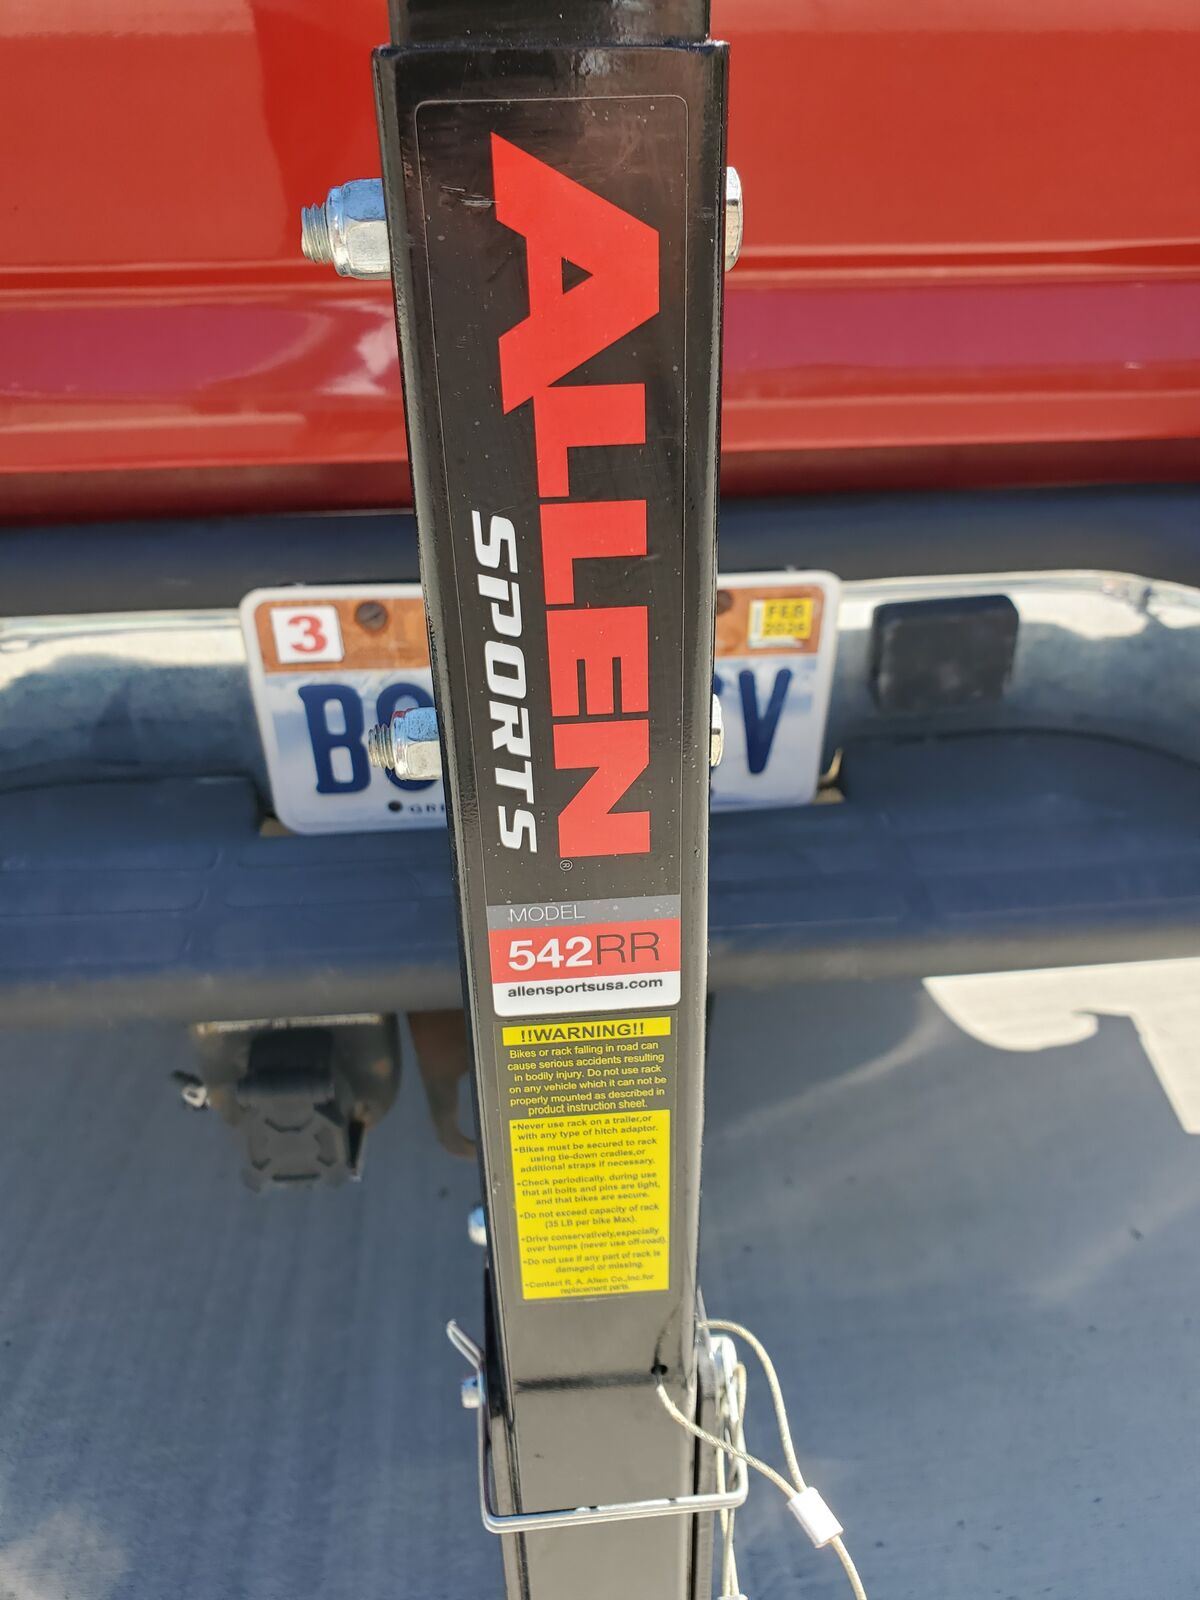 ALLEN
SPORTS
®
3
FEB
2026
V
GR
MODEL
542RR
allensportsusa.com
!!WARNING!!
Bikes or rack falling in road can
cause serious accidents resulting
in bodily injury. Do not use rack
on any vehicle which it can not be
properly mounted as described in
product instruction sheet.
•Never use rack on a trailer,or
with any type of hitch adaptor.
•Bikes must be secured to rack
using tie-down cradles,or
additional straps if necessary.
•Check periodically. during use
that all bolts and pins are tight,
and that bikes are secure.
•Do not exceed capacity of rack
(35 LB per bike Max).
•Drive conservatively,especially
over bumps (never use off-road).
•Do not use if any part of rack is
damaged or missing.
•Contact R. A. Allen Co.,Inc.for
replacement parts.